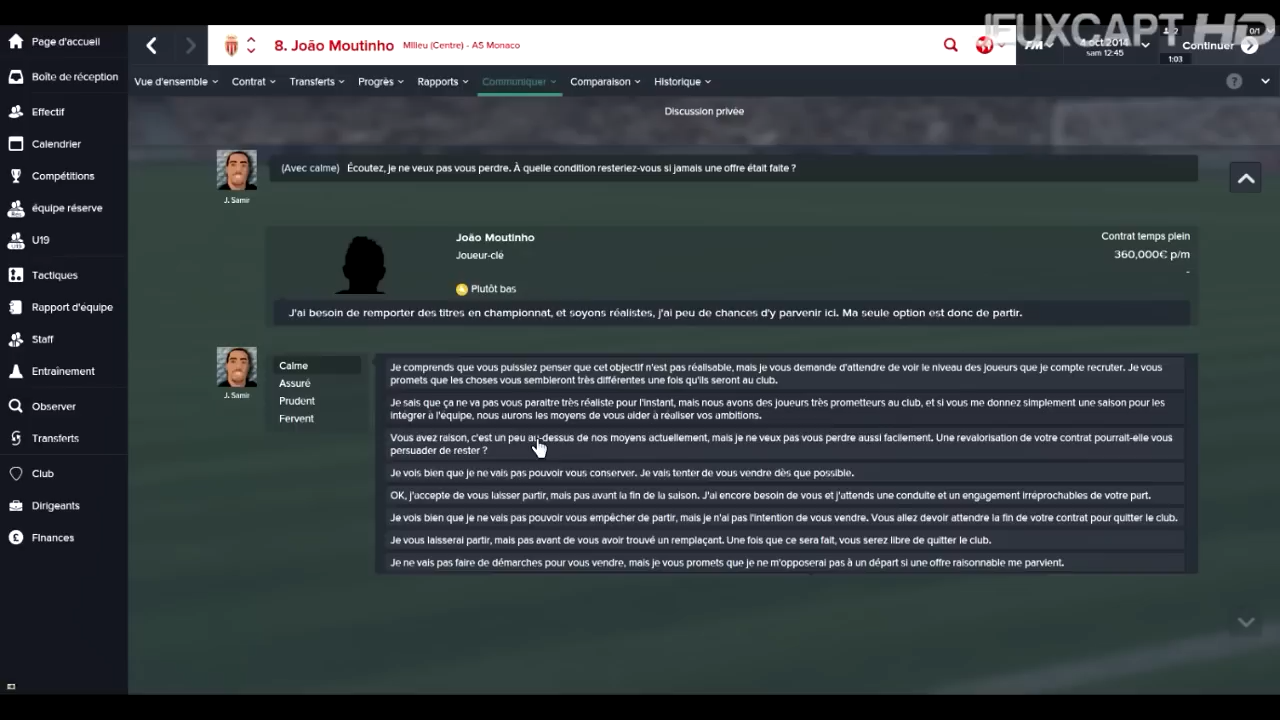 JEUXCAPT HD
Page d'accueil
8. João Moutinho
Milieu (Centre) - AS Monaco
FM
4 oct 2014
sam 12:45
2
0/1
Continuer
1:03
Boîte de réception
Vue d'ensemble
Contrat
Transferts
Progrès
Rapports
Communiquer
Comparaison
Historique
?
Effectif
Discussion privée
Calendrier
Compétitions
équipe réserve
U19
Tactiques
Rapport d'équipe
Staff
Entraînement
Observer
Transferts
Club
Dirigeants
Finances
(Avec calme) Écoutez, je ne veux pas vous perdre. À quelle condition resteriez-vous si jamais une offre était faite ?
J. Samir
João Moutinho
Joueur-clé
Contrat temps plein
360,000€ p/m
-
Plutôt bas
J'ai besoin de remporter des titres en championnat, et soyons réalistes, j'ai peu de chances d'y parvenir ici. Ma seule option est donc de partir.
J. Samir
Calme
Assuré
Prudent
Fervent
Je comprends que vous puissiez penser que cet objectif n'est pas réalisable, mais je vous demande d'attendre de voir le niveau des joueurs que je compte recruter. Je vous
promets que les choses vous sembleront très différentes une fois qu'ils seront au club.
Je sais que ça ne va pas vous paraitre très réaliste pour l'instant, mais nous avons des joueurs très prometteurs au club, et si vous me donnez simplement une saison pour les
intégrer à l'équipe, nous aurons les moyens de vous aider à réaliser vos ambitions.
Vous avez raison, c'est un peu au-dessus de nos moyens actuellement, mais je ne veux pas vous perdre aussi facilement. Une revalorisation de votre contrat pourrait-elle vous
persuader de rester ?
Je vois bien que je ne vais pas pouvoir vous conserver. Je vais tenter de vous vendre dès que possible.
OK, j'accepte de vous laisser partir, mais pas avant la fin de la saison. J'ai encore besoin de vous et j'attends une conduite et un engagement irréprochables de votre part.
Je vois bien que je ne vais pas pouvoir vous empêcher de partir, mais je n'ai pas l'intention de vous vendre. Vous allez devoir attendre la fin de votre contrat pour quitter le club.
Je vous laisserai partir, mais pas avant de vous avoir trouvé un remplaçant. Une fois que ce sera fait, vous serez libre de quitter le club.
Je ne vais pas faire de démarches pour vous vendre, mais je vous promets que je ne m'opposerai pas à un départ si une offre raisonnable me parvient.